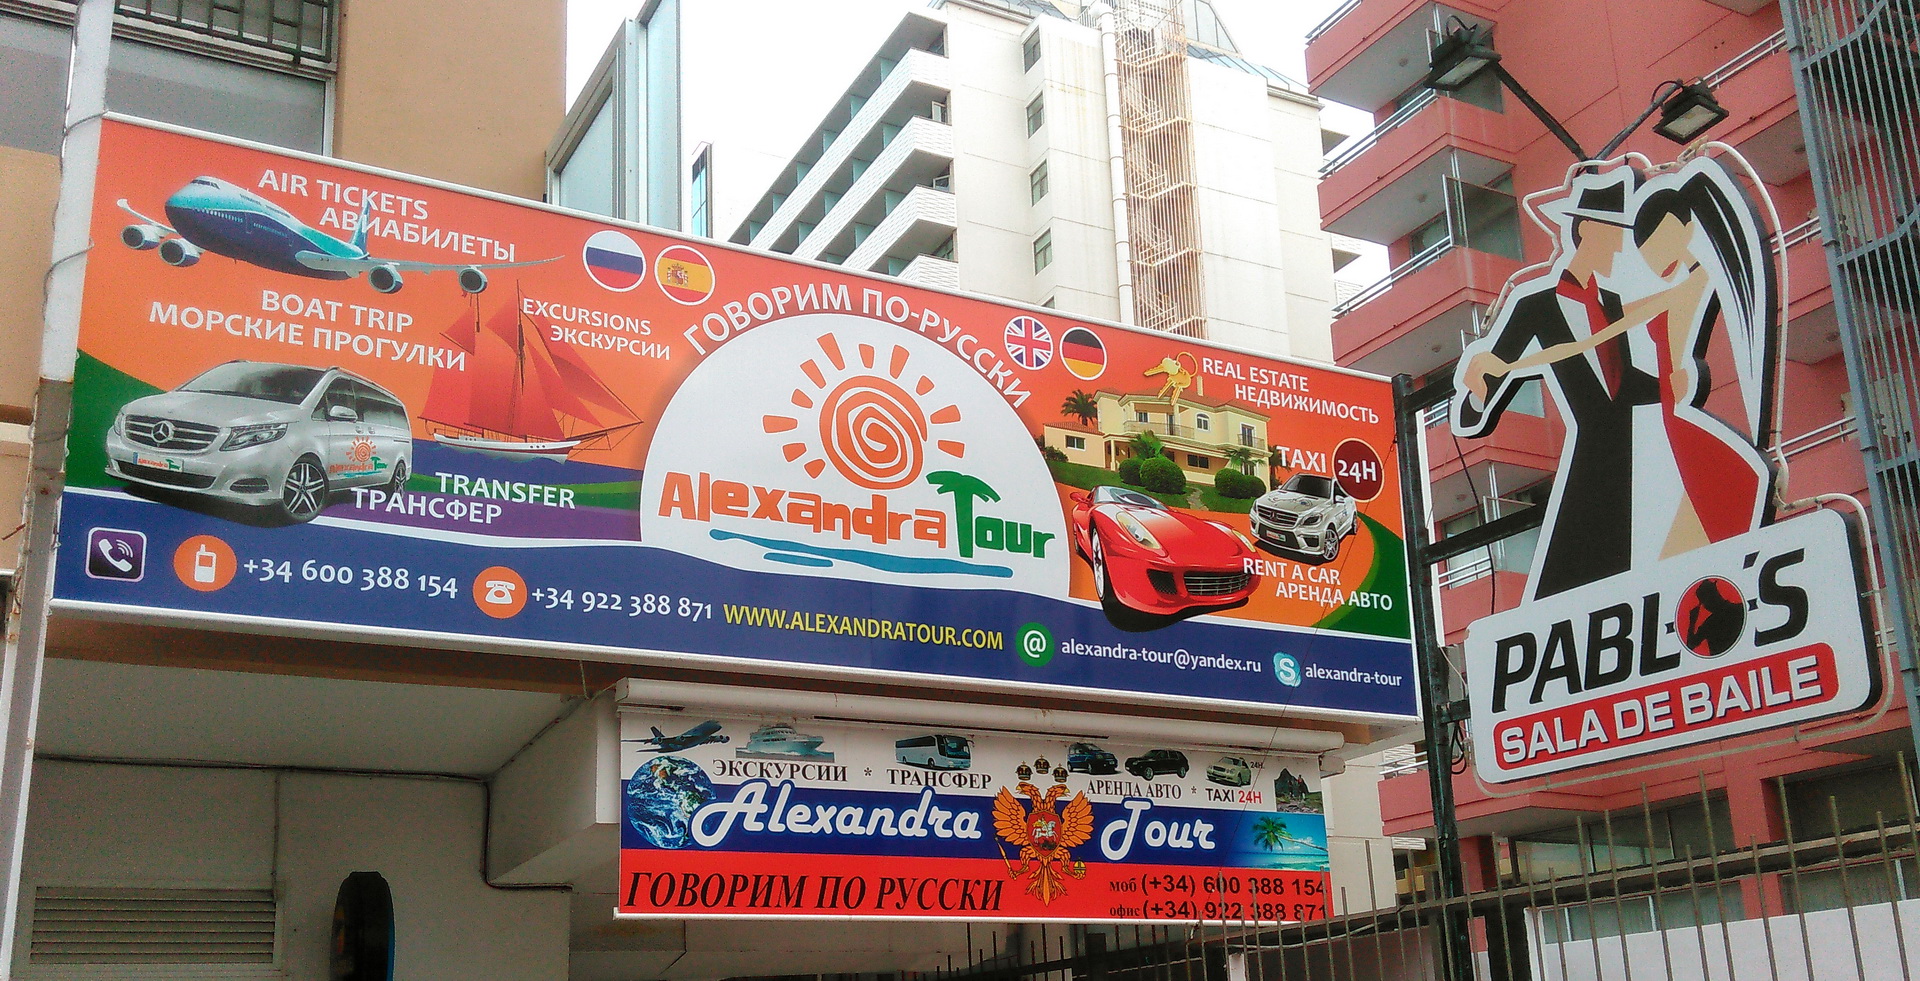 AIR TICKETS
АВИАБИЛЕТЫ
BOAT TRIP
МОРСКИЕ ПРОГУЛКИ
EXCURSIONS
ЭКСКУРСИИ
TRANSFER
ТРАНСФЕР
ГОВОРИМ ПО-РУССКИ
Alexandra Tour
REAL ESTATE
НЕДВИЖИМОСТЬ
TAXI 24H
RENT A CAR
АРЕНДА АВТО
+34 600 388 154
+34 922 388 871
WWW.ALEXANDRATOUR.COM
@ alexandra-tour@yandex.ru
S alexandra-tour
ЭКСКУРСИИ * ТРАНСФЕР
АРЕНДА АВТО * TAXI 24H
Alexandra Tour
ГОВОРИМ ПО РУССКИ
моб (+34) 600 388 154
офис (+34) 922 388 871
PABLO'S
SALA DE BAILE